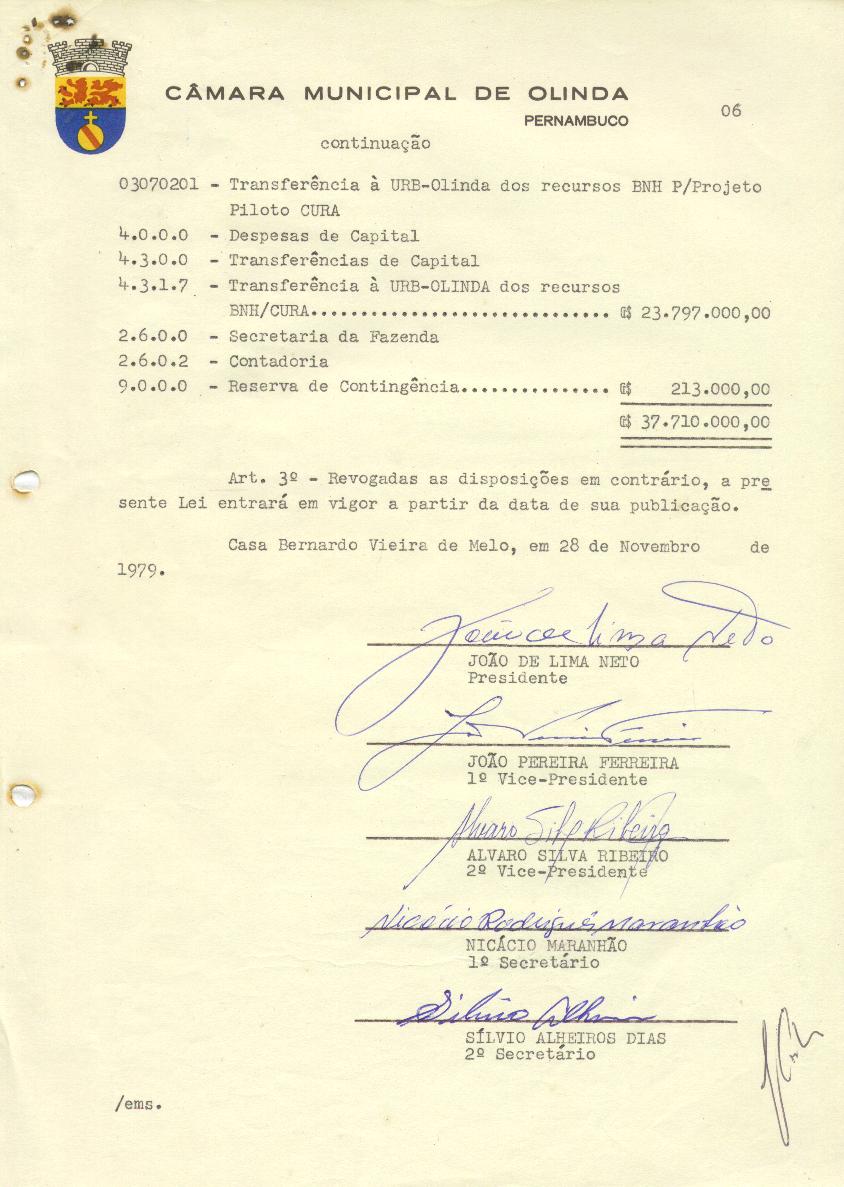 CÂMARA MUNICIPAL DE OLINDA
PERNAMBUCO
06
continuação
03070201 - Transferência à URB-Olinda dos recursos BNH P/Projeto
Piloto CURA
4.0.0.0 - Despesas de Capital
4.3.0.0 - Transferências de Capital
4.3.1.7 - Transferência à URB-OLINDA dos recursos
BNH/CURA.............................. ₢$ 23.797.000,00
2.6.0.0 - Secretaria da Fazenda
2.6.0.2 - Contadoria
9.0.0.0 - Reserva de Contingência............... ₢$ 213.000,00
₢$ 37.710.000,00
Art. 3º - Revogadas as disposições em contrário, a pre
sente Lei entrará em vigor a partir da data de sua publicação.
Casa Bernardo Vieira de Melo, em 28 de Novembro de
1979.
João de Lima Neto
JOÃO DE LIMA NETO
Presidente
JOÃO PEREIRA FERREIRA
1º Vice-Presidente
Alvaro Silva Ribeiro
ALVARO SILVA RIBEIRO
2º Vice-Presidente
Nicácio Rodrigues Maranhão
NICÁCIO MARANHÃO
1º Secretário
SÍLVIO ALHEIROS DIAS
2º Secretário
/ems.